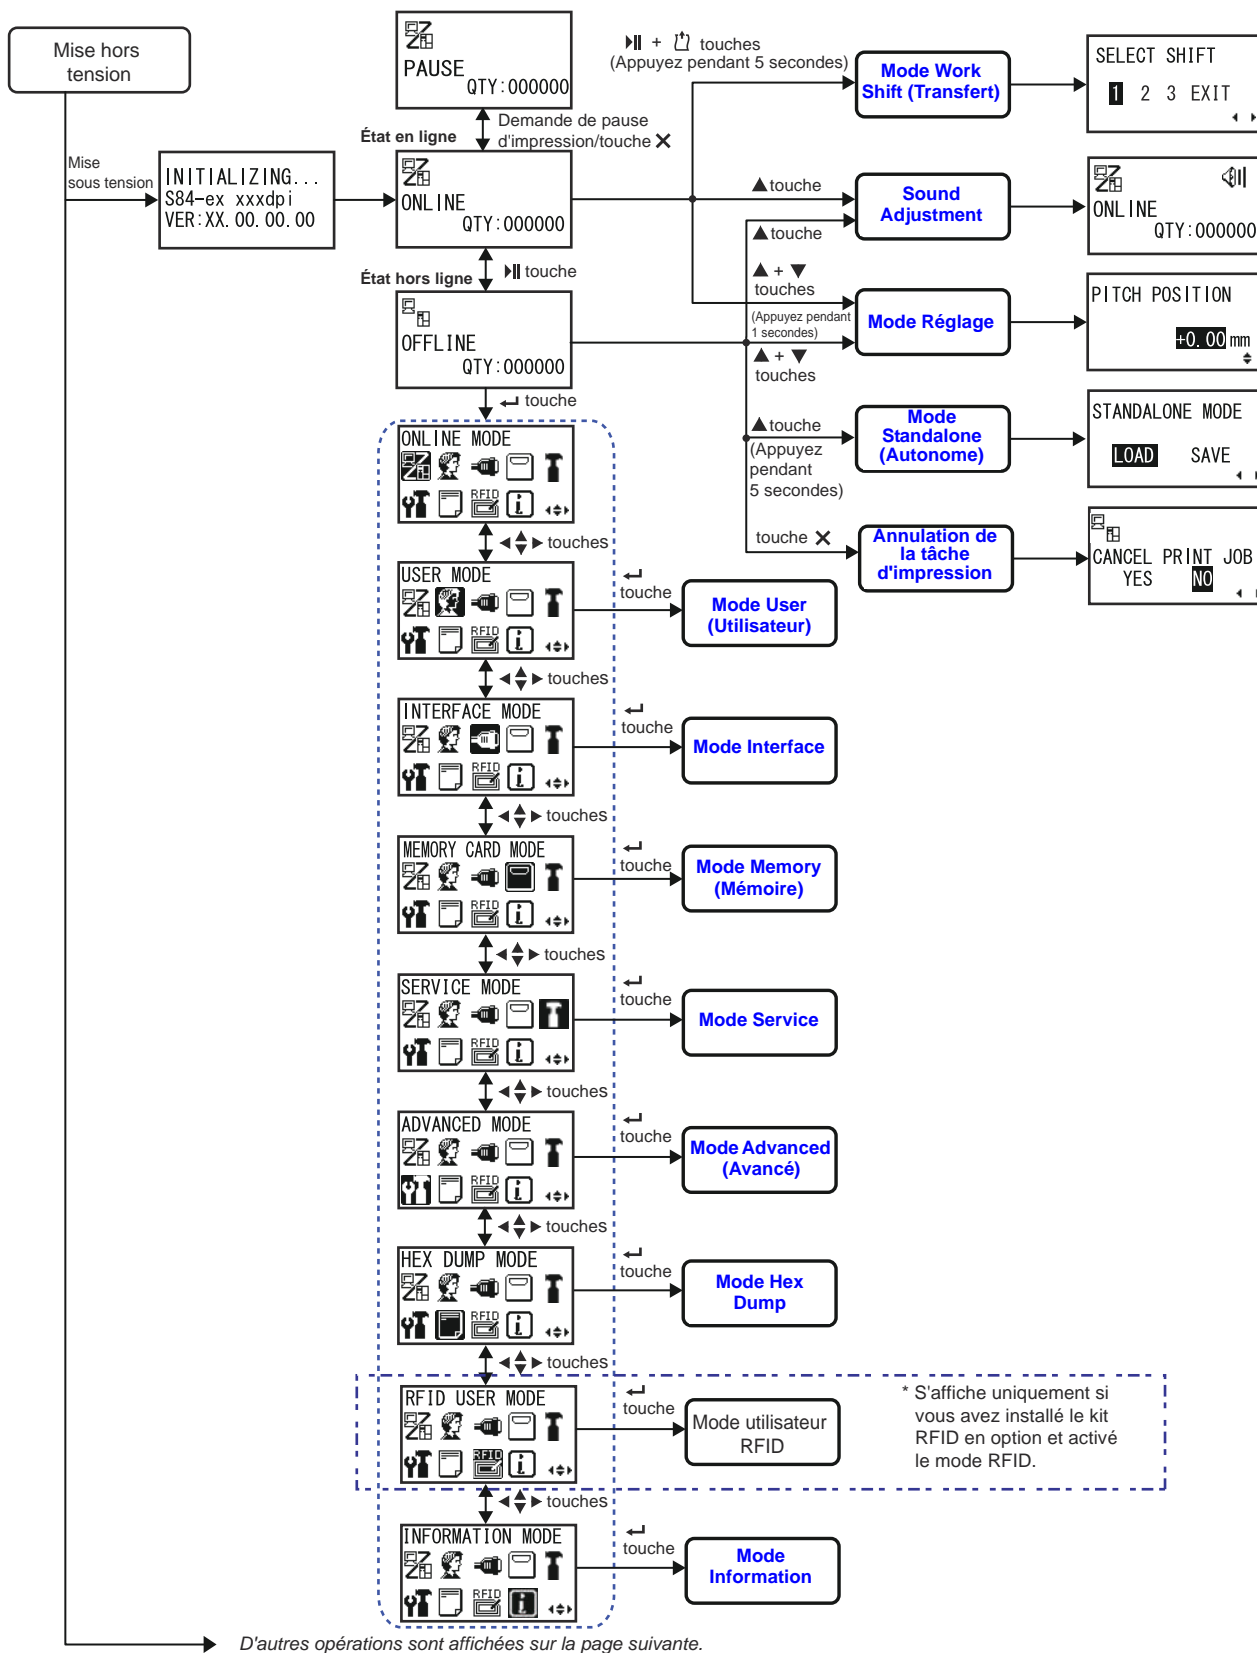 Mise hors
tension
PAUSE
QTY:000000
État en ligne
Demande de pause
d'impression/touche
Mise
sous tension
INITIALIZING...
S84-ex xxxdpi
VER:XX.00.00.00
ONLINE
QTY:000000
État hors ligne
touche
OFFLINE
QTY:000000
touche
+ touches
(Appuyez pendant 5 secondes)
Mode Work
Shift (Transfert)
SELECT SHIFT
1 2 3 EXIT
touche
touche
Sound
Adjustment
ONLINE
QTY:000000
+
touches
(Appuyez pendant
1 secondes)
+
touches
Mode Réglage
PITCH POSITION
+0.00 mm
touche
(Appuyez
pendant
5 secondes)
Mode
Standalone
(Autonome)
STANDALONE MODE
LOAD SAVE
touche
Annulation de
la tâche
d'impression
CANCEL PRINT JOB
YES NO
ONLINE MODE
RFID
touches
USER MODE
RFID
touche
Mode User
(Utilisateur)
touches
INTERFACE MODE
RFID
touche
Mode Interface
touches
MEMORY CARD MODE
RFID
touche
Mode Memory
(Mémoire)
touches
SERVICE MODE
RFID
touche
Mode Service
touches
ADVANCED MODE
RFID
touche
Mode Advanced
(Avancé)
touches
HEX DUMP MODE
RFID
touche
Mode Hex
Dump
touches
RFID USER MODE
RFID
touche
Mode utilisateur
RFID
* S'affiche uniquement si
vous avez installé le kit
RFID en option et activé
le mode RFID.
touches
INFORMATION MODE
RFID
touche
Mode
Information
D'autres opérations sont affichées sur la page suivante.